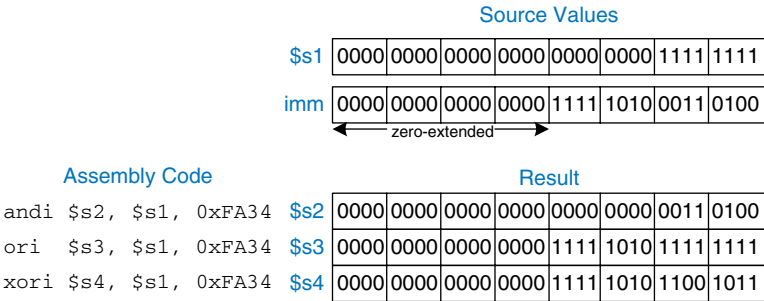 Source Values
$s1 0000 0000 0000 0000 0000 0000 1111 1111
imm 0000 0000 0000 0000 1111 1010 0011 0100
zero-extended
Assembly Code Result
andi $s2, $s1, 0xFA34 $s2 0000 0000 0000 0000 0000 0000 0011 0100
ori $s3, $s1, 0xFA34 $s3 0000 0000 0000 0000 1111 1010 1111 1111
xori $s4, $s1, 0xFA34 $s4 0000 0000 0000 0000 1111 1010 1100 1011